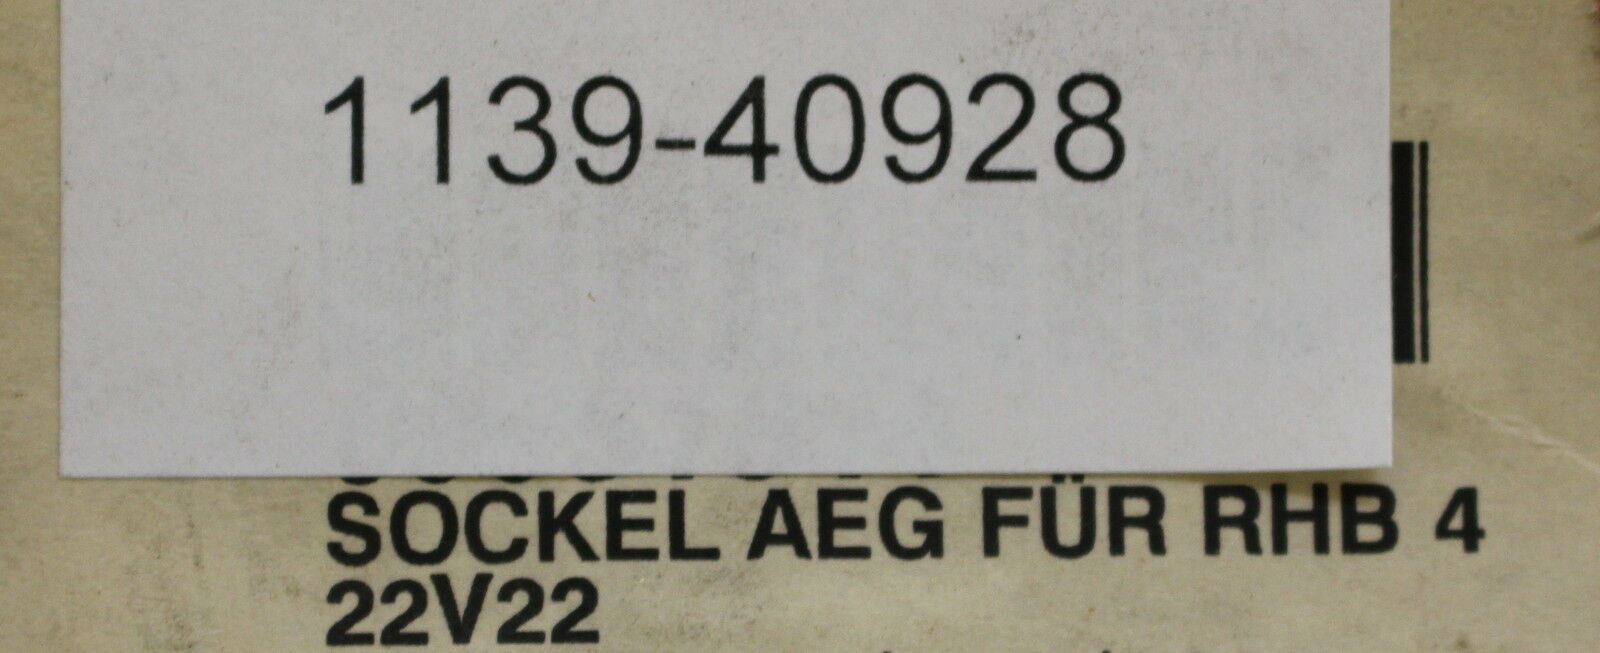 1139-40928
SOCKEL AEG FÜR RHB 4
22V22